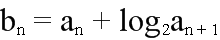 bₙ = aₙ + log₂aₙ₊₁